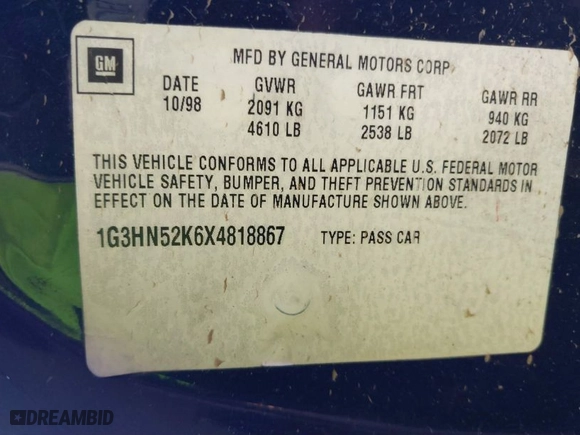 GM
MFD BY GENERAL MOTORS CORP
DATE GVWR GAWR FRT GAWR RR
10/98 2091 KG 1151 KG 940 KG
4610 LB 2538 LB 2072 LB
THIS VEHICLE CONFORMS TO ALL APPLICABLE U.S. FEDERAL MOTOR
VEHICLE SAFETY, BUMPER, AND THEFT PREVENTION STANDARDS IN
EFFECT ON THE DATE OF MANUFACTURE SHOWN ABOVE.
1G3HN52K6X4818867 TYPE: PASS CAR
DREAMBID